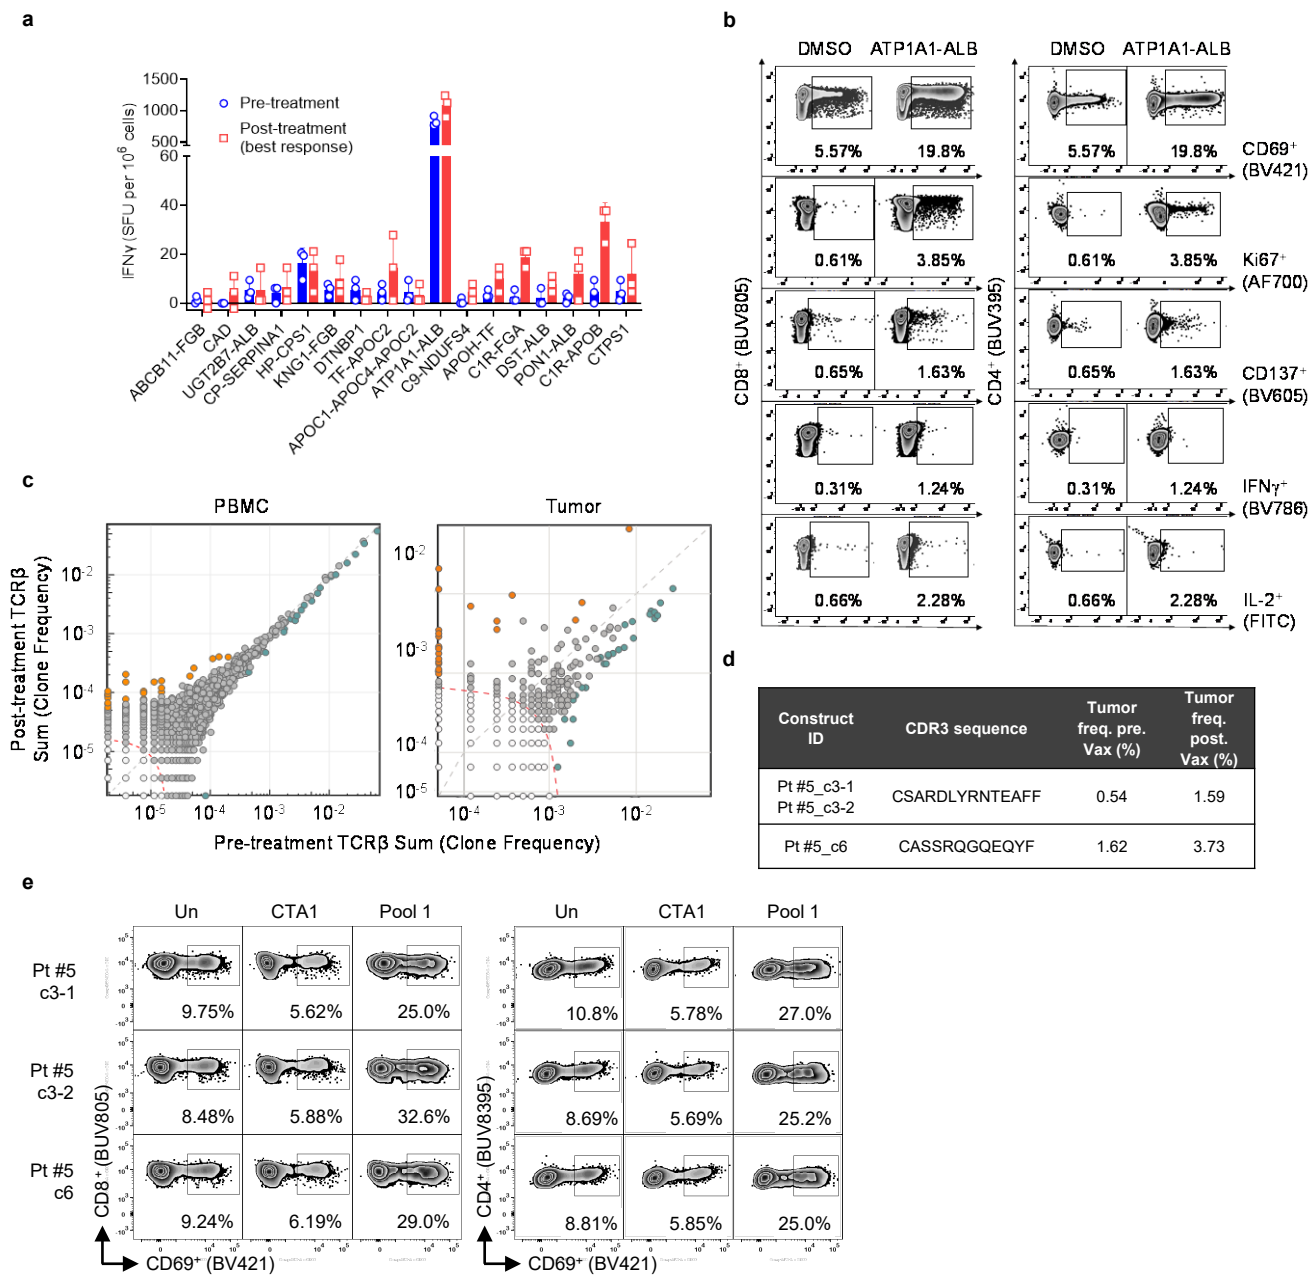 a
1500
1000
500
60
40
20
0
IFNγ (SFU per 10⁶ cells)
Pre-treatment
Post-treatment
(best response)
ABCB11-FGB
CAD
UGT2B7-ALB
CP-SERPINA1
HP-CPS1
KNG1-FGB
DTNBP1
TF-APOC2
APOC1-APOC4-APOC2
ATP1A1-ALB
C9-NDUFS4
APOH-TF
C1R-FGA
DST-ALB
PON1-ALB
C1R-APOB
CTPS1
b
DMSO ATP1A1-ALB DMSO ATP1A1-ALB
5.57% 19.8% 5.57% 19.8%
CD69⁺
(BV421)
0.61% 3.85% 0.61% 3.85%
Ki67⁺
(AF700)
0.65% 1.63% 0.65% 1.63%
CD137⁺
(BV605)
0.31% 1.24% 0.31% 1.24%
IFNγ⁺
(BV786)
0.66% 2.28% 0.66% 2.28%
IL-2⁺
(FITC)
CD8⁺ (BUV805)
CD4⁺ (BUV395)
c
PBMC Tumor
Post-treatment TCRβ
Sum (Clone Frequency)
10⁻²
10⁻³
10⁻⁴
10⁻⁵
10⁻⁵ 10⁻⁴ 10⁻³ 10⁻²
10⁻²
10⁻³
10⁻⁴
10⁻⁵
10⁻⁴ 10⁻³ 10⁻²
Pre-treatment TCRβ Sum (Clone Frequency)
d
Construct
ID
CDR3 sequence
Tumor
freq. pre.
Vax (%)
Tumor
freq.
post.
Vax (%)
Pt #5_c3-1
Pt #5_c3-2
CSARDLYRNTEAFF 0.54 1.59
Pt #5_c6 CASSRQGQEQYF 1.62 3.73
e
Un CTA1 Pool 1 Un CTA1 Pool 1
Pt #5
c3-1
9.75% 5.62% 25.0% 10.8% 5.78% 27.0%
Pt #5
c3-2
8.48% 5.88% 32.6% 8.69% 5.69% 25.2%
Pt #5
c6
9.24% 6.19% 29.0% 8.81% 5.85% 25.0%
CD8⁺ (BUV805)
CD4⁺ (BUV8395)
CD69⁺ (BV421) CD69⁺ (BV421)